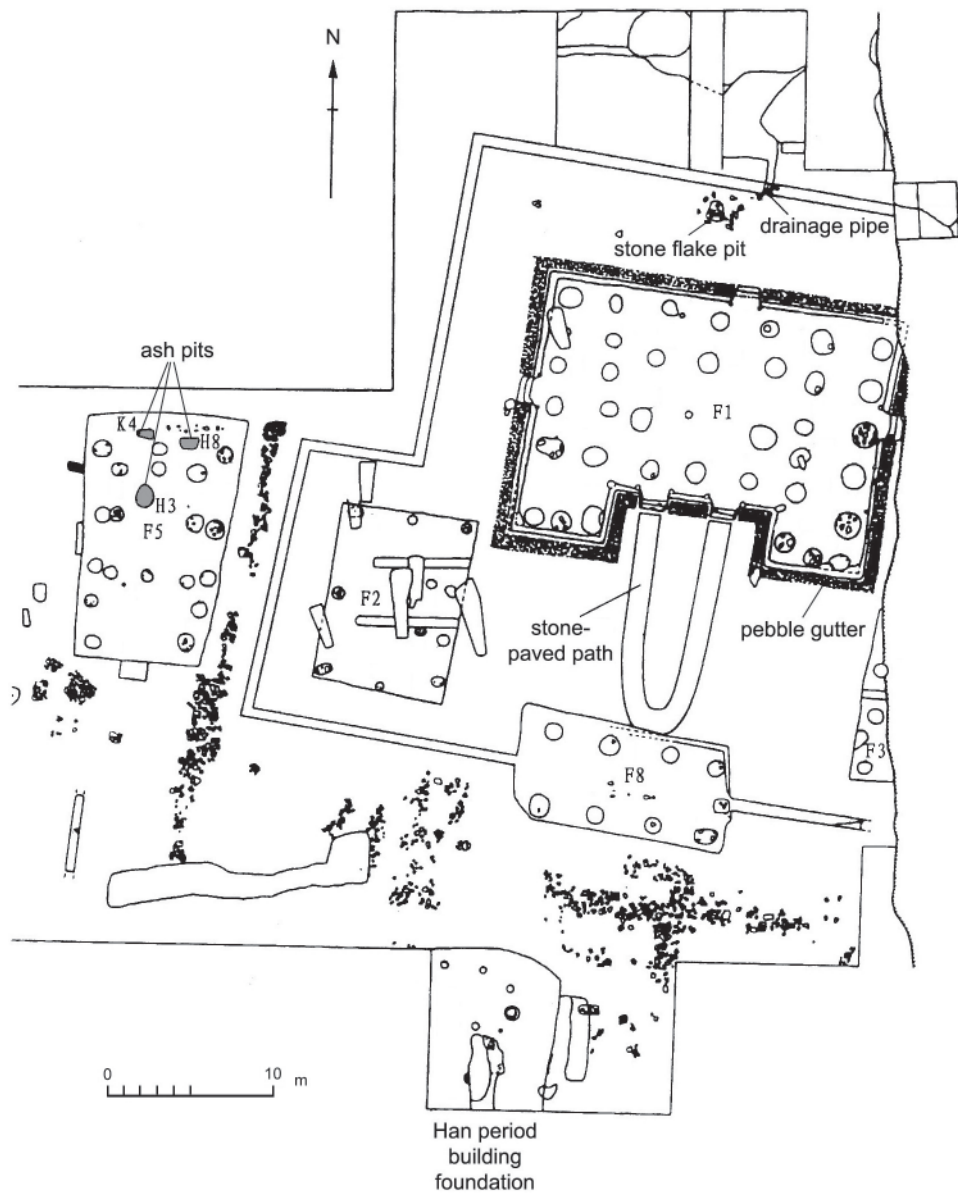 N
drainage pipe
stone flake pit
ash pits
K4
H8
F1
H3
F5
F2
stone-
paved path
pebble gutter
F3
F8
0
10
m
Han period
building
foundation